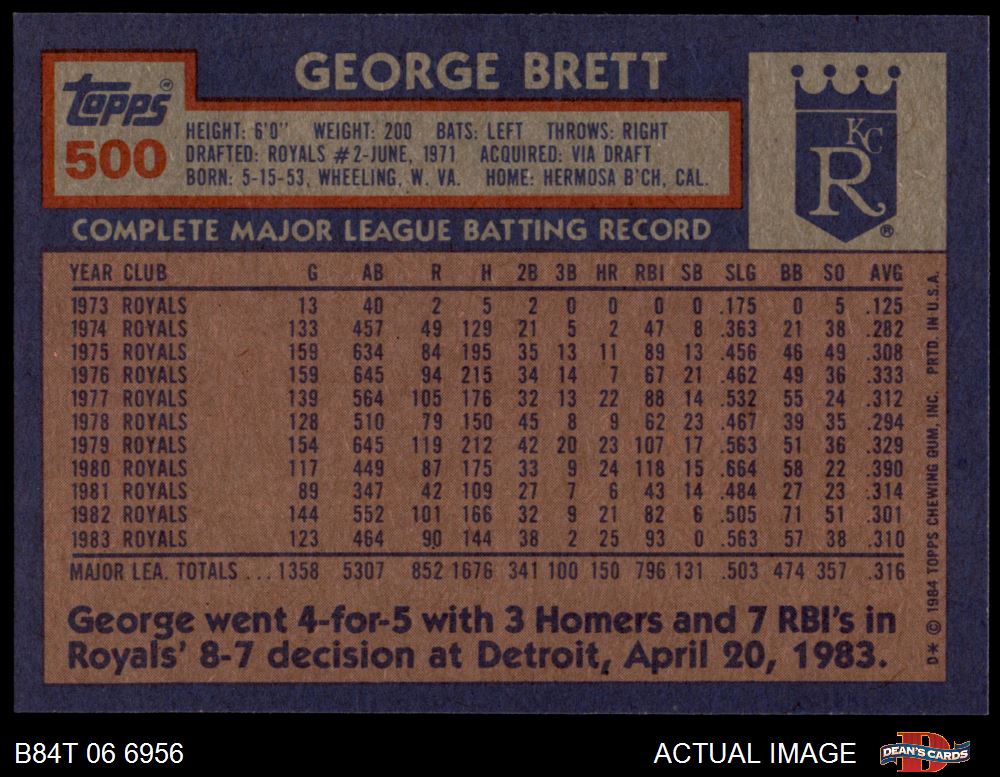 GEORGE BRETT
Topps®
500
HEIGHT: 6'0" WEIGHT: 200 BATS: LEFT THROWS: RIGHT
DRAFTED: ROYALS #2-JUNE, 1971 ACQUIRED: VIA DRAFT
BORN: 5-15-53, WHEELING, W. VA. HOME: HERMOSA B'CH, CAL.
KC
R
®
COMPLETE MAJOR LEAGUE BATTING RECORD
YEAR CLUB G AB R H 2B 3B HR RBI SB SLG BB SO AVG
1973 ROYALS 13 40 2 5 2 0 0 0 0 .175 0 5 .125
1974 ROYALS 133 457 49 129 21 5 2 47 8 .363 21 38 .282
1975 ROYALS 159 634 84 195 35 13 11 89 13 .456 46 49 .308
1976 ROYALS 159 645 94 215 34 14 7 67 21 .462 49 36 .333
1977 ROYALS 139 564 105 176 32 13 22 88 14 .532 55 24 .312
1978 ROYALS 128 510 79 150 45 8 9 62 23 .467 39 35 .294
1979 ROYALS 154 645 119 212 42 20 23 107 17 .563 51 36 .329
1980 ROYALS 117 449 87 175 33 9 24 118 15 .664 58 22 .390
1981 ROYALS 89 347 42 109 27 7 6 43 14 .484 27 23 .314
1982 ROYALS 144 552 101 166 32 9 21 82 6 .505 71 51 .301
1983 ROYALS 123 464 90 144 38 2 25 93 0 .563 57 38 .310
MAJOR LEA. TOTALS ... 1358 5307 852 1676 341 100 150 796 131 .503 474 357 .316
George went 4-for-5 with 3 Homers and 7 RBI's in
Royals' 8-7 decision at Detroit, April 20, 1983.
D* © 1984 TOPPS CHEWING GUM, INC. PRTD. IN U.S.A.
B84T 06 6956
ACTUAL IMAGE
DEAN'S CARDS